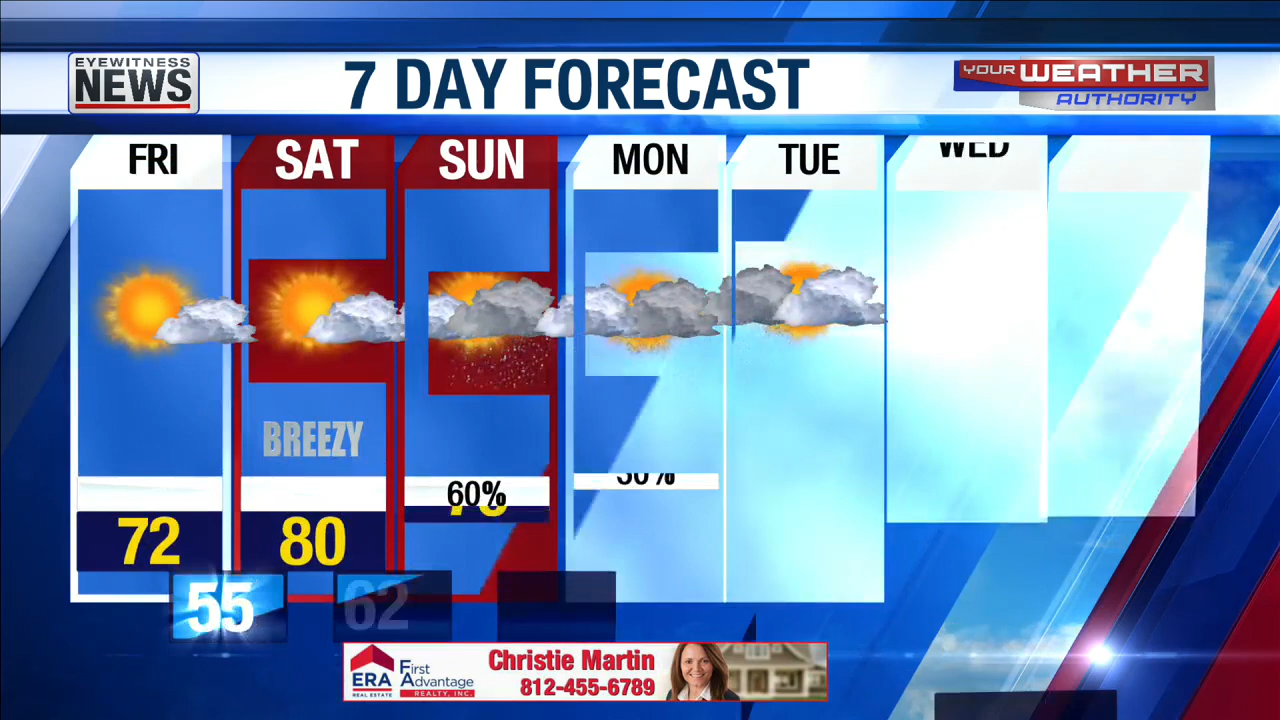 EYEWITNESS
NEWS
7 DAY FORECAST
YOUR WEATHER
AUTHORITY
FRI
SAT
SUN
MON
TUE
WED
BREEZY
60%
72
80
55
62
ERA
REAL ESTATE
First
Advantage
REALTY, INC.
Christie Martin
812-455-6789